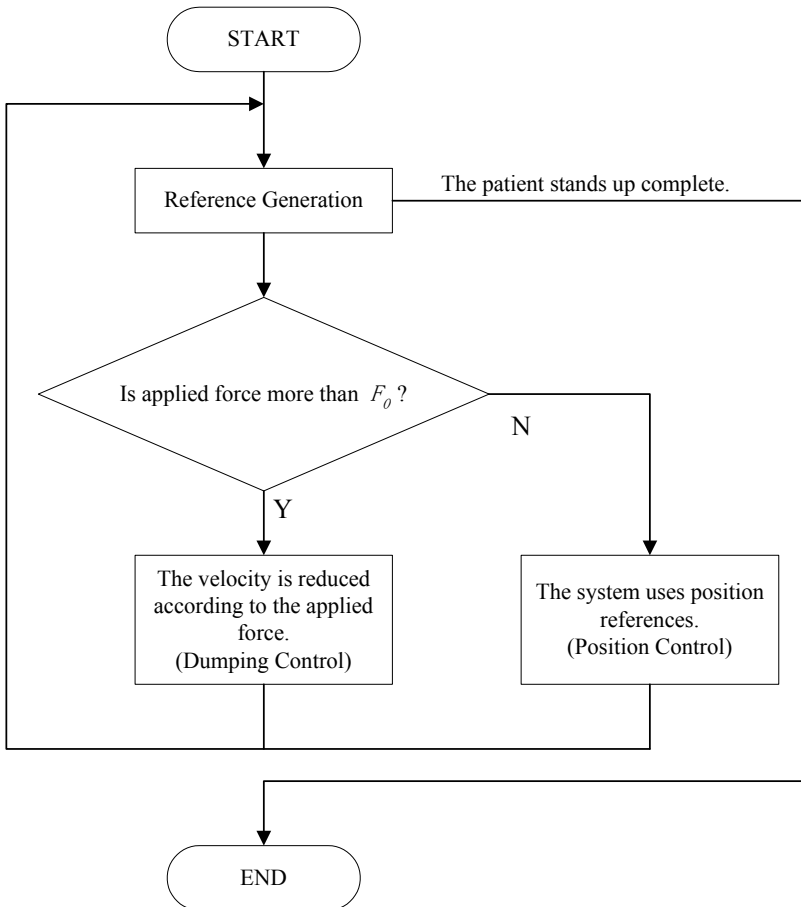 START
Reference Generation
The patient stands up complete.
Is applied force more than F₀ ?
N
Y
The velocity is reduced
according to the applied
force.
(Dumping Control)
The system uses position
references.
(Position Control)
END